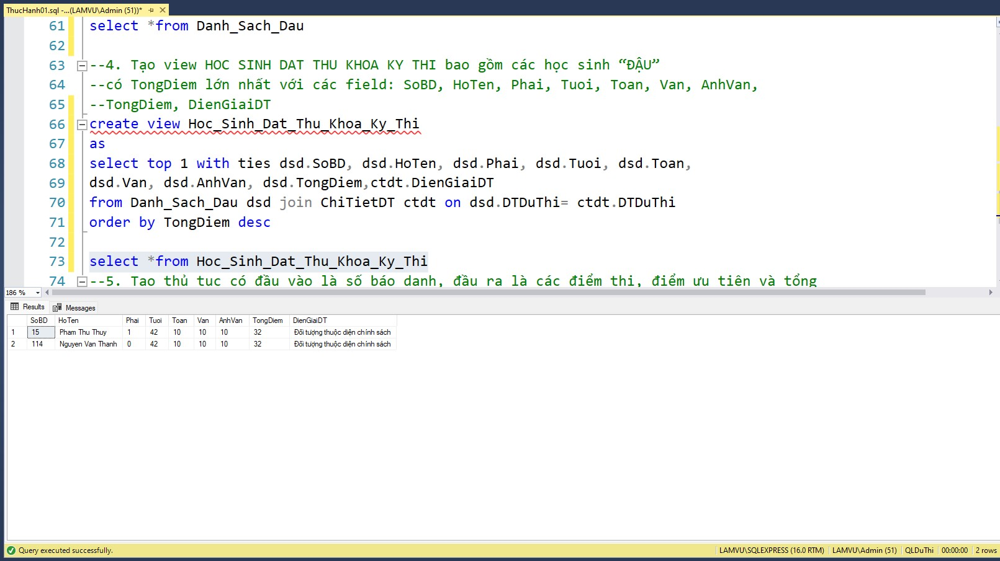 ThucHanh01.sql -...(LAMVU\Admin (51))*
61 select *from Danh_Sach_Dau
62
63 --4. Tạo view HOC SINH DAT THU KHOA KY THI bao gồm các học sinh “ĐẬU”
64 --có TongDiem lớn nhất với các field: SoBD, HoTen, Phai, Tuoi, Toan, Van, AnhVan,
65 --TongDiem, DienGiaiDT
66 create view Hoc_Sinh_Dat_Thu_Khoa_Ky_Thi
67 as
68 select top 1 with ties dsd.SoBD, dsd.HoTen, dsd.Phai, dsd.Tuoi, dsd.Toan,
69 dsd.Van, dsd.AnhVan, dsd.TongDiem,ctdt.DienGiaiDT
70 from Danh_Sach_Dau dsd join ChiTietDT ctdt on dsd.DTDuThi= ctdt.DTDuThi
71 order by TongDiem desc
72
73 select *from Hoc_Sinh_Dat_Thu_Khoa_Ky_Thi
74 --5. Tạo thủ tục có đầu vào là số báo danh, đầu ra là các điểm thi, điểm ưu tiên và tổng
186 %
Results Messages
SoBD HoTen Phai Tuoi Toan Van AnhVan TongDiem DienGiaiDT
1 15 Pham Thu Thuy 1 42 10 10 10 32 Đối tượng thuộc diện chính sách
2 114 Nguyen Van Thanh 0 42 10 10 10 32 Đối tượng thuộc diện chính sách
Query executed successfully. LAMVU\SQLEXPRESS (16.0 RTM) LAMVU\Admin (51) QLDuThi 00:00:00 2 rows